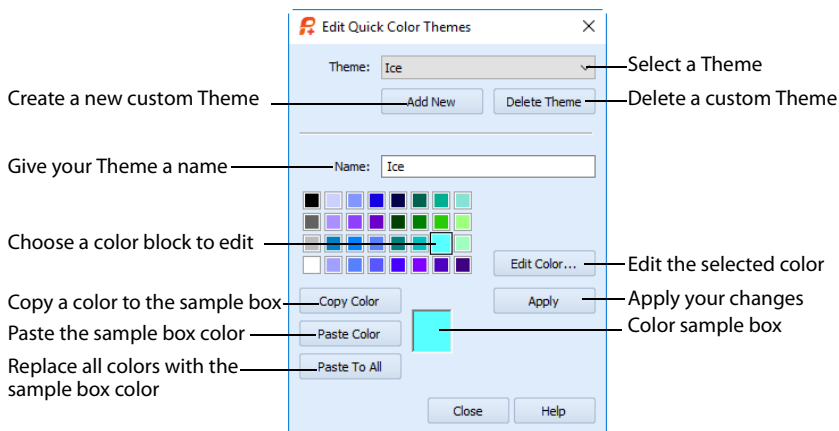 Edit Quick Color Themes
Theme: Ice
Select a Theme
Create a new custom Theme
Add New
Delete Theme
Delete a custom Theme
Give your Theme a name
Name: Ice
Choose a color block to edit
Edit Color...
Edit the selected color
Copy a color to the sample box
Copy Color
Apply
Apply your changes
Paste the sample box color
Paste Color
Color sample box
Replace all colors with the
sample box color
Paste To All
Close
Help